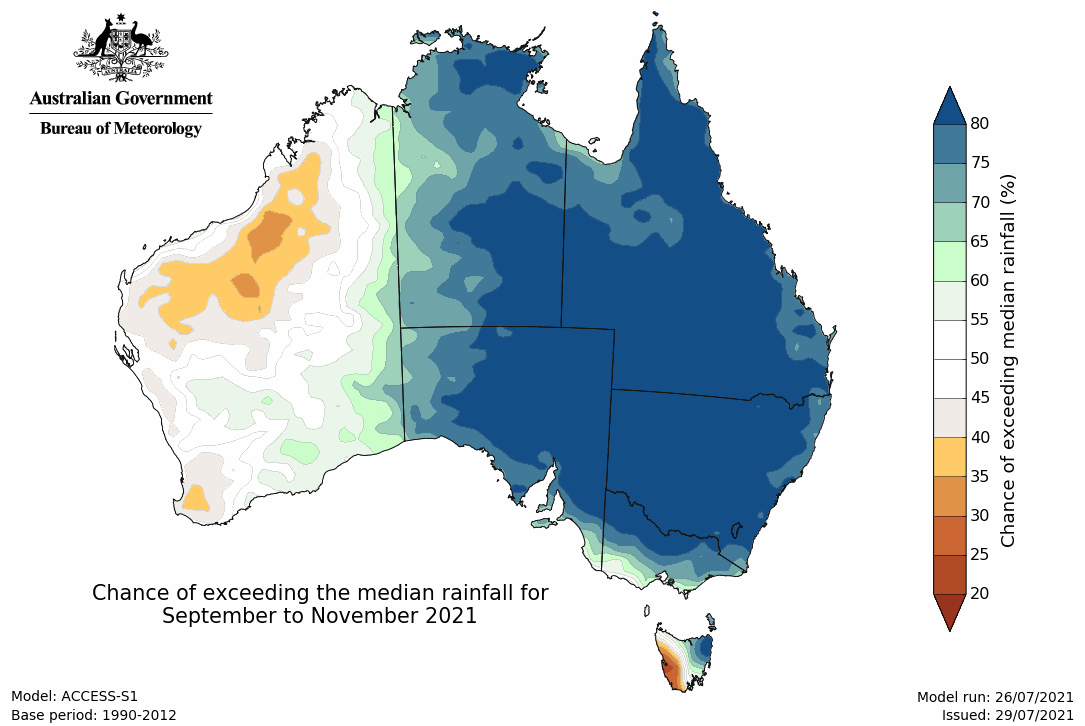 Australian Government
Bureau of Meteorology
80
75
70
65
60
55
50
45
40
35
30
25
20
Chance of exceeding median rainfall (%)
Chance of exceeding the median rainfall for
September to November 2021
Model: ACCESS-S1
Base period: 1990-2012
Model run: 26/07/2021
Issued: 29/07/2021